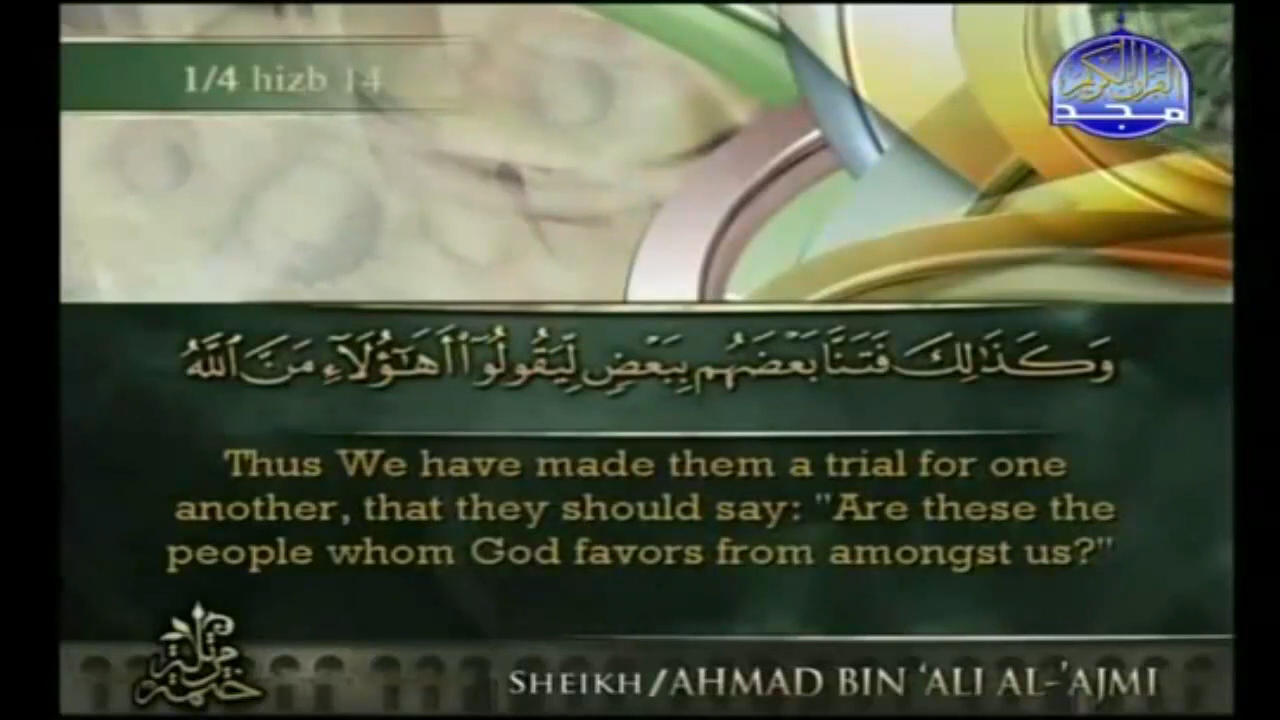 1/4 hizb 14
القرآن الكريم
مجد
وَكَذَٰلِكَ فَتَنَّا بَعْضَهُم بِبَعْضٍ لِّيَقُولُوٓا۟ أَهَـٰٓؤُلَآءِ مَنَّ ٱللَّهُ
Thus We have made them a trial for one
another, that they should say: "Are these the
people whom God favors from amongst us?"
ختمة مرتلة
SHEIKH/AHMAD BIN 'ALI AL-'AJMI